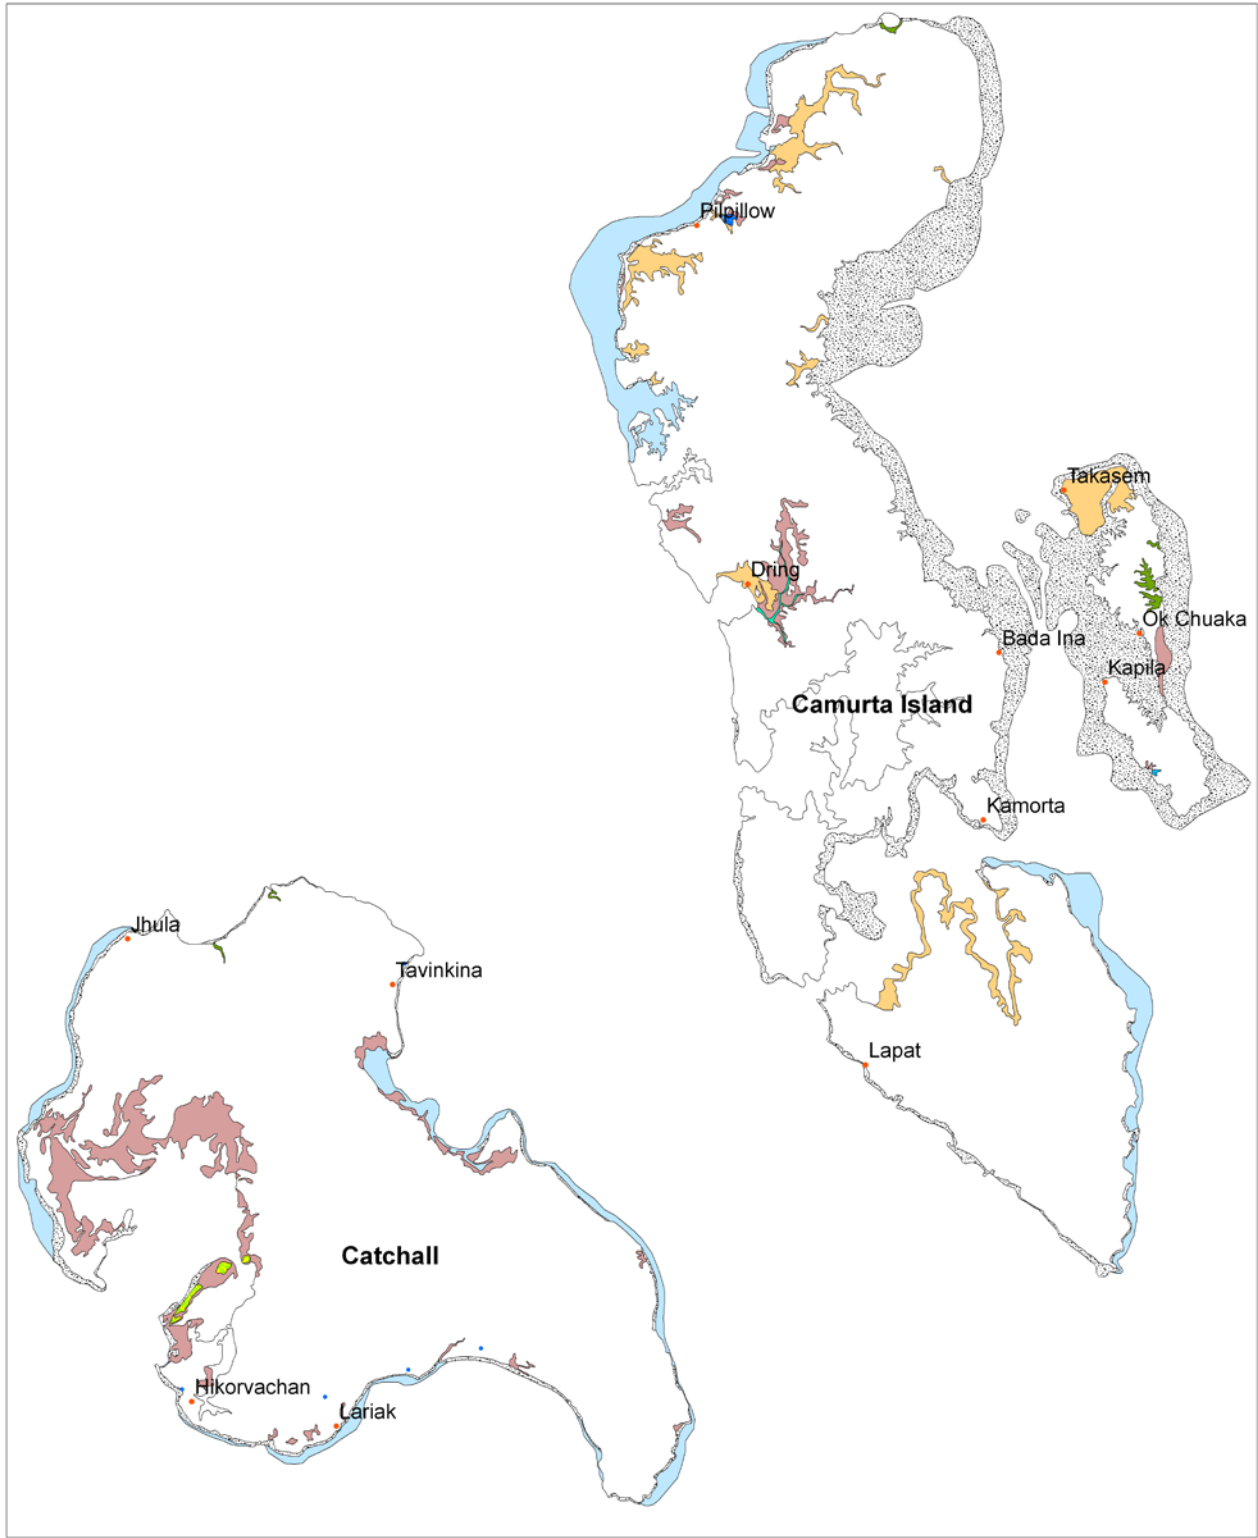 Pilpillow
Takasem
Dring
Ok Chuaka
Bada Ina
Kapila
Camurta Island
Kamorta
Jhula
Tavinkina
Lapat
Catchall
Hikorvachan
Lariak